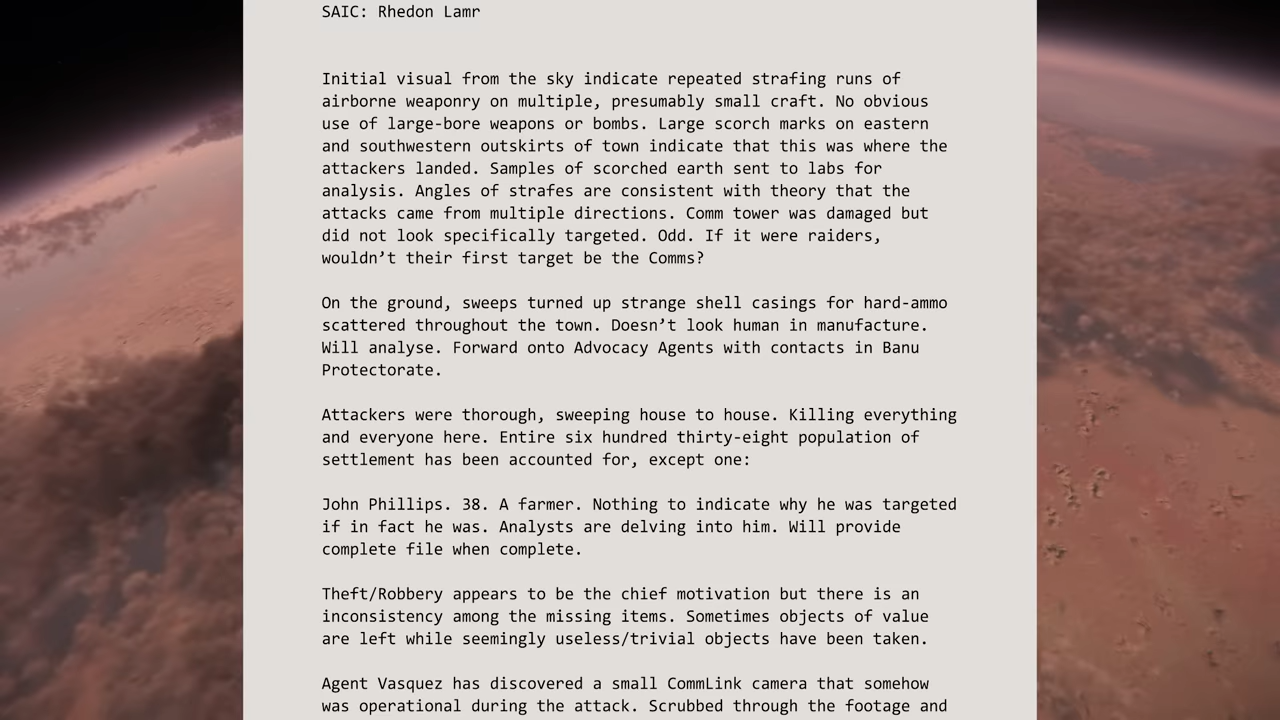 SAIC: Rhedon Lamr
Initial visual from the sky indicate repeated strafing runs of
airborne weaponry on multiple, presumably small craft. No obvious
use of large-bore weapons or bombs. Large scorch marks on eastern
and southwestern outskirts of town indicate that this was where the
attackers landed. Samples of scorched earth sent to labs for
analysis. Angles of strafes are consistent with theory that the
attacks came from multiple directions. Comm tower was damaged but
did not look specifically targeted. Odd. If it were raiders,
wouldn’t their first target be the Comms?
On the ground, sweeps turned up strange shell casings for hard-ammo
scattered throughout the town. Doesn’t look human in manufacture.
Will analyse. Forward onto Advocacy Agents with contacts in Banu
Protectorate.
Attackers were thorough, sweeping house to house. Killing everything
and everyone here. Entire six hundred thirty-eight population of
settlement has been accounted for, except one:
John Phillips. 38. A farmer. Nothing to indicate why he was targeted
if in fact he was. Analysts are delving into him. Will provide
complete file when complete.
Theft/Robbery appears to be the chief motivation but there is an
inconsistency among the missing items. Sometimes objects of value
are left while seemingly useless/trivial objects have been taken.
Agent Vasquez has discovered a small CommLink camera that somehow
was operational during the attack. Scrubbed through the footage and